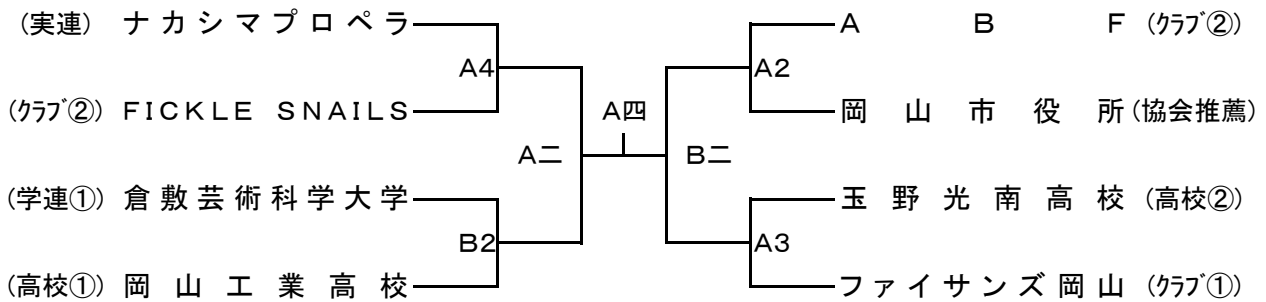 (実連) ナカシマプロペラ
A4
(クラブ②) FICKLE SNAILS
A二
(学連①) 倉敷芸術科学大学
B2
(高校①) 岡山工業高校
A四
A B F (クラブ②)
A2
岡山市役所 (協会推薦)
B二
玉野光南高校 (高校②)
A3
ファイサンズ岡山 (クラブ①)